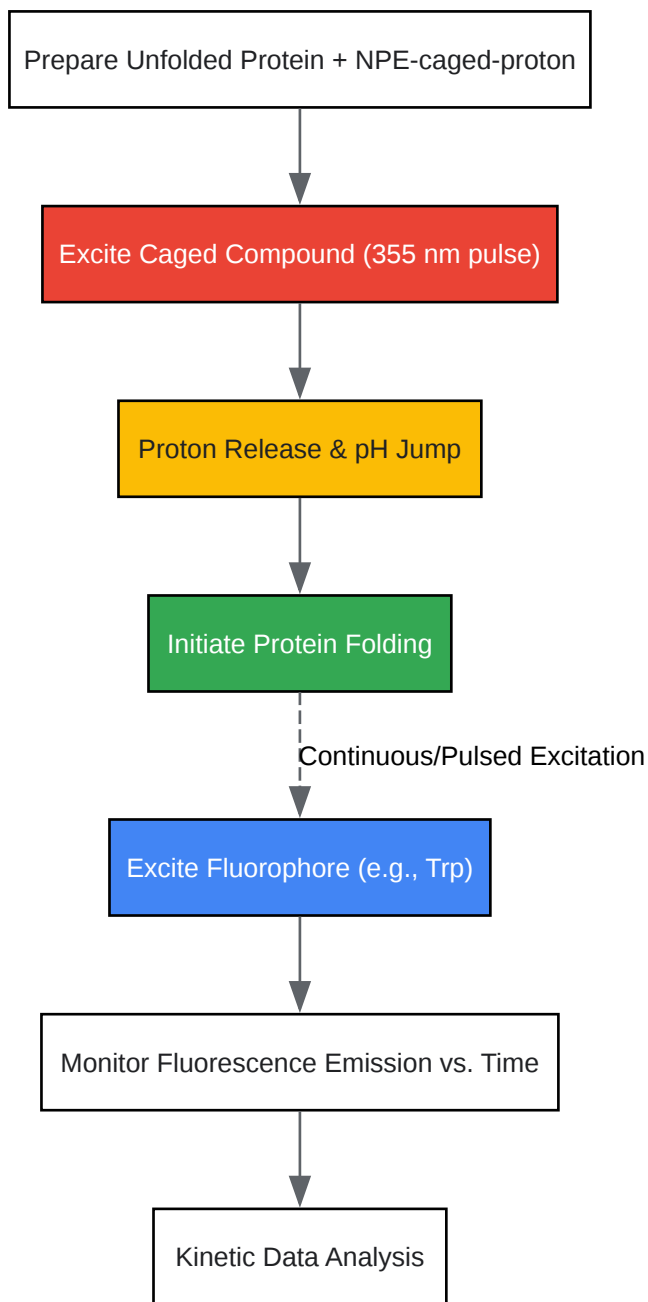 Prepare Unfolded Protein + NPE-caged-proton
Excite Caged Compound (355 nm pulse)
Proton Release & pH Jump
Initiate Protein Folding
Continuous/Pulsed Excitation
Excite Fluorophore (e.g., Trp)
Monitor Fluorescence Emission vs. Time
Kinetic Data Analysis